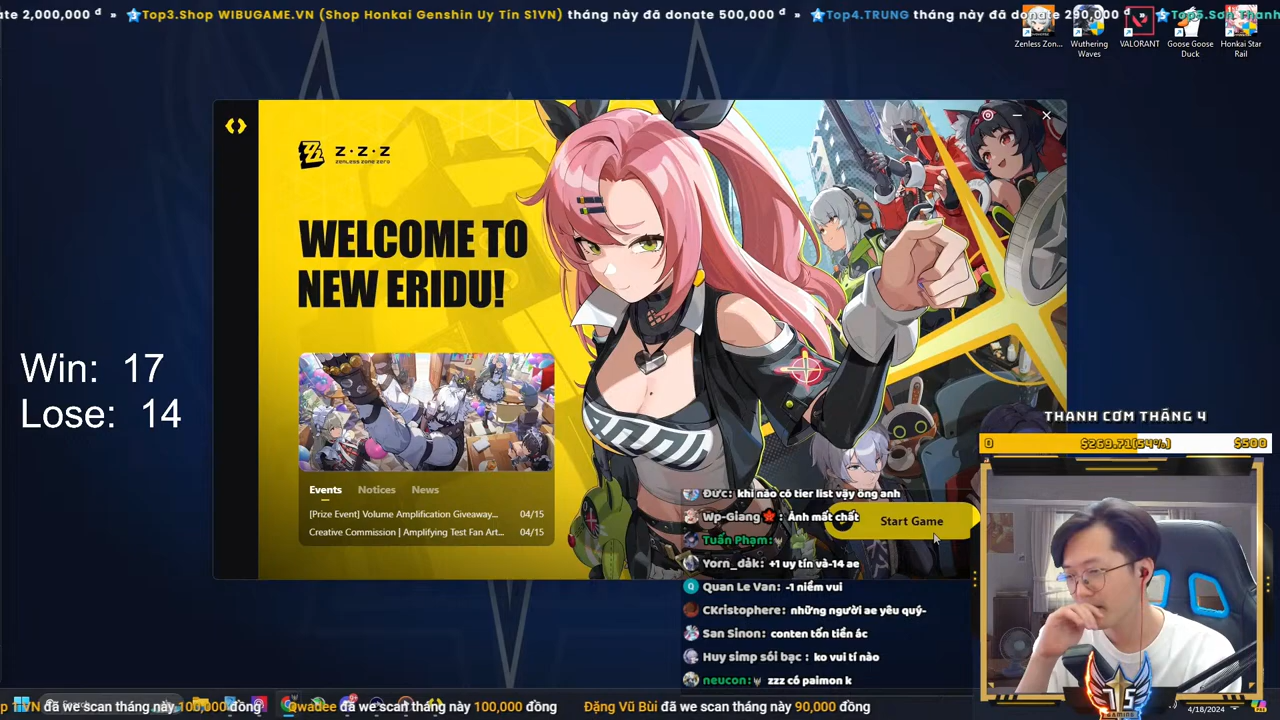 ate 2,000,000 đ » Top3.Shop WIBUGAME.VN (Shop Honkai Genshin Uy Tín S1VN) tháng này đã donate 500,000 đ » Top4.TRUNG tháng này đã donate 290,000 đ » Top5.Sơn Thanh
Zenless Zon...
Wuthering Waves
VALORANT
Goose Goose Duck
Honkai Star Rail
Z·Z·Z
ZENLESS ZONE ZERO
WELCOME TO
NEW ERIDU!
Win: 17
Lose: 14
THANH CƠM THÁNG 4
0 $269.71(54%) $500
Events Notices News
[Prize Event] Volume Amplification Giveaway... 04/15
Creative Commission | Amplifying Test Fan Art... 04/15
Start Game
Đức: khi nào có tier list vậy ông anh
Wp-Giang : Ảnh mất chất
Tuấn Phạm:
Yorn_dảk: +1 uy tín và-14 ae
Q Quan Le Van: -1 niềm vui
CKristophere: những người ae yêu quý-
San Sinon: conten tốn tiền ác
Huy simp sói bạc : ko vui tí nào
neucon: zzz có paimon k
GAMING
4/18/2024
đã we scan tháng này 100,000 đồng
Qwadee đã we scan tháng này 100,000 đồng
Đặng Vũ Bùi đã we scan tháng này 90,000 đồng